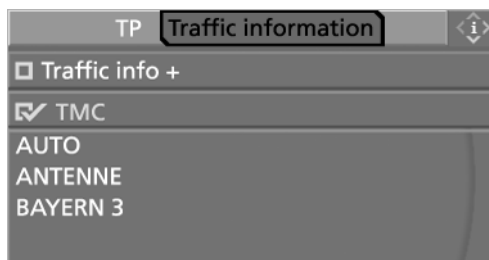 TP Traffic information i
Traffic info +
TMC
AUTO
ANTENNE
BAYERN 3